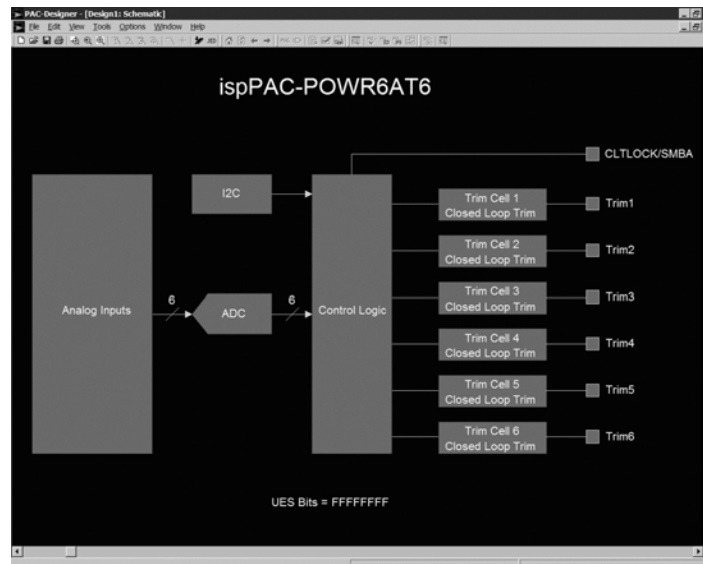 PAC-Designer - [Design1: Schematic]
File Edit View Tools Options Window Help
ispPAC-POWR6AT6
CLTLOCK/SMBA
I2C
Trim Cell 1
Closed Loop Trim
Trim1
Trim Cell 2
Closed Loop Trim
Trim2
Analog Inputs
6
ADC
6
Control Logic
Trim Cell 3
Closed Loop Trim
Trim3
Trim Cell 4
Closed Loop Trim
Trim4
Trim Cell 5
Closed Loop Trim
Trim5
Trim Cell 6
Closed Loop Trim
Trim6
UES Bits = FFFFFFFF